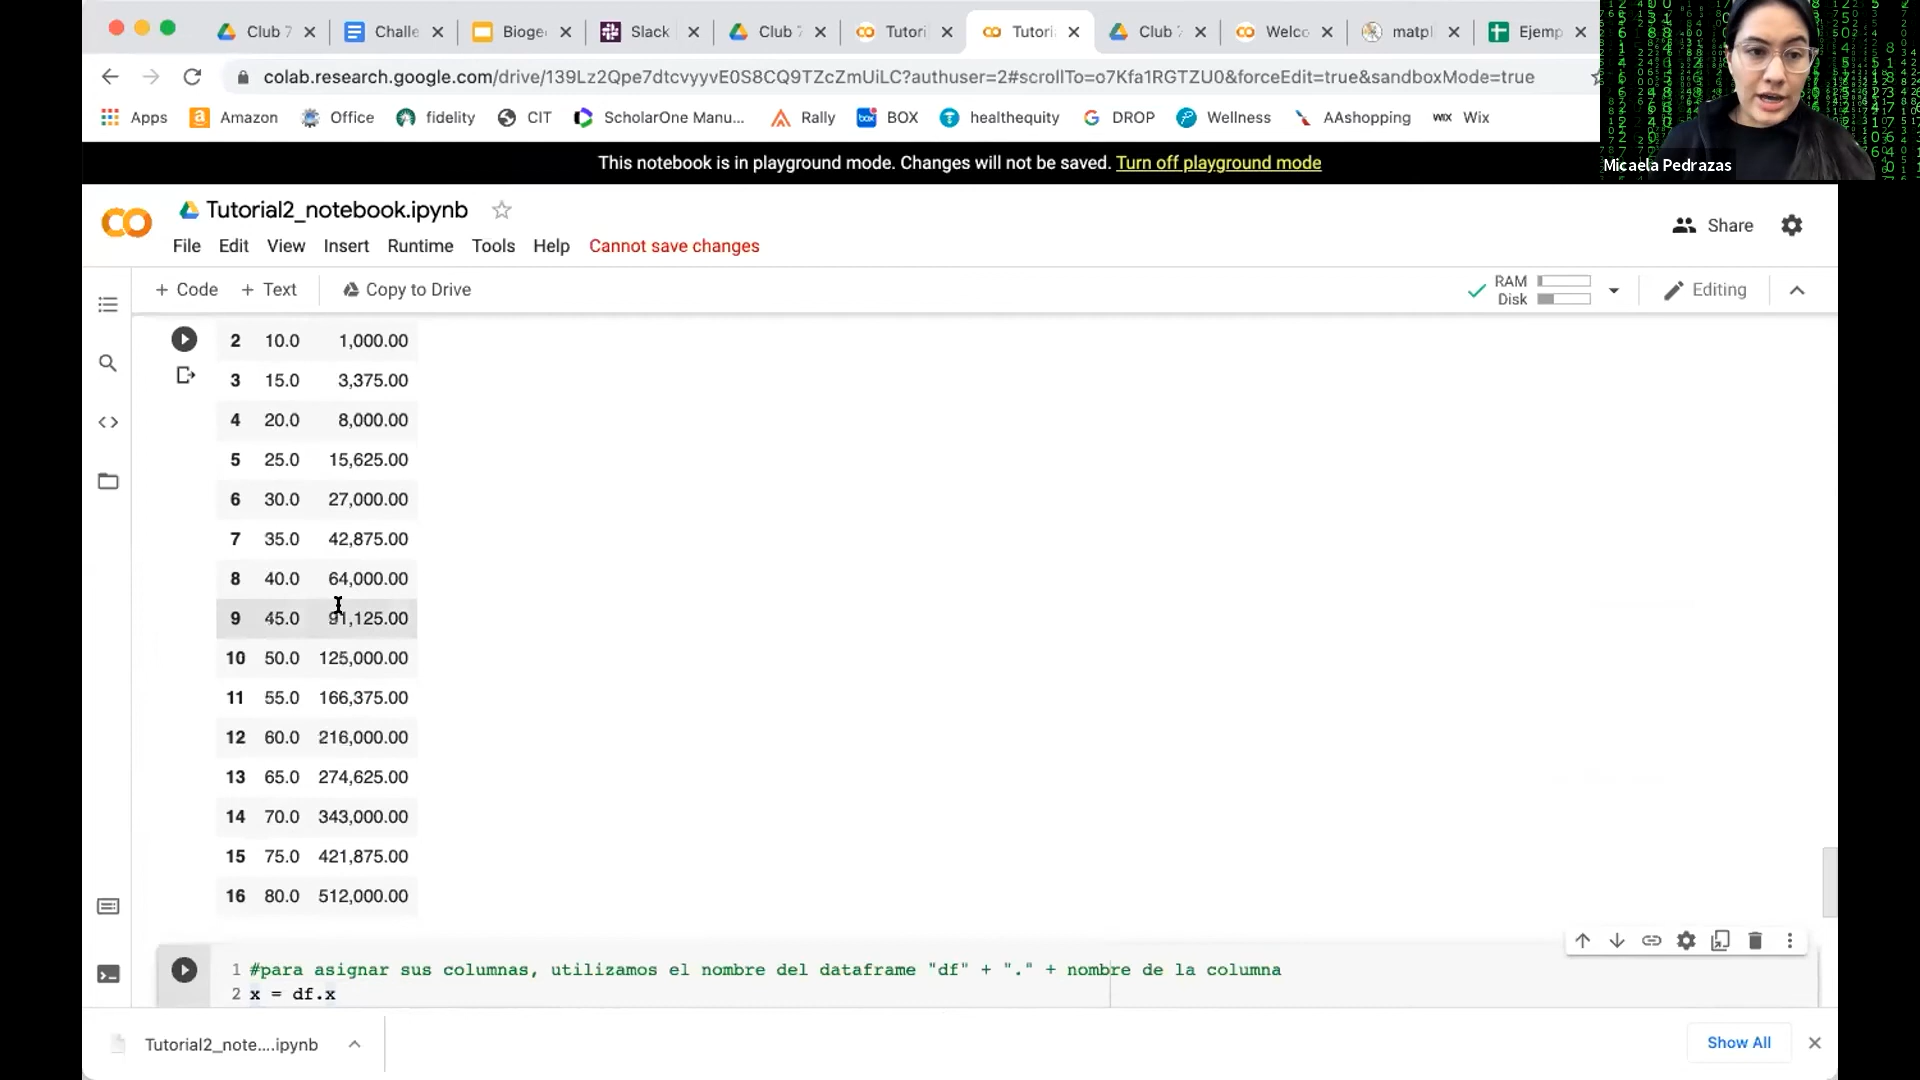 Club 7
Challe
Bioge
Slack
Club 7
Tutori
Tutori
Club
Welco
matpl
Ejemp
colab.research.google.com/drive/139Lz2Qpe7dtcvyyvE0S8CQ9TZcZmUiLC?authuser=2#scrollTo=o7Kfa1RGTZU0&forceEdit=true&sandboxMode=true
Apps Amazon Office fidelity CIT ScholarOne Manu... Rally BOX healthequity DROP Wellness AAshopping Wix
Micaela Pedrazas
This notebook is in playground mode. Changes will not be saved. Turn off playground mode
Tutorial2_notebook.ipynb
Share
File Edit View Insert Runtime Tools Help Cannot save changes
+ Code + Text Copy to Drive
RAM
Disk
Editing
2 10.0 1,000.00
3 15.0 3,375.00
4 20.0 8,000.00
5 25.0 15,625.00
6 30.0 27,000.00
7 35.0 42,875.00
8 40.0 64,000.00
9 45.0 91,125.00
10 50.0 125,000.00
11 55.0 166,375.00
12 60.0 216,000.00
13 65.0 274,625.00
14 70.0 343,000.00
15 75.0 421,875.00
16 80.0 512,000.00
1 #para asignar sus columnas, utilizamos el nombre del dataframe "df" + "." + nombre de la columna
2 x = df.x
Tutorial2_note....ipynb
Show All